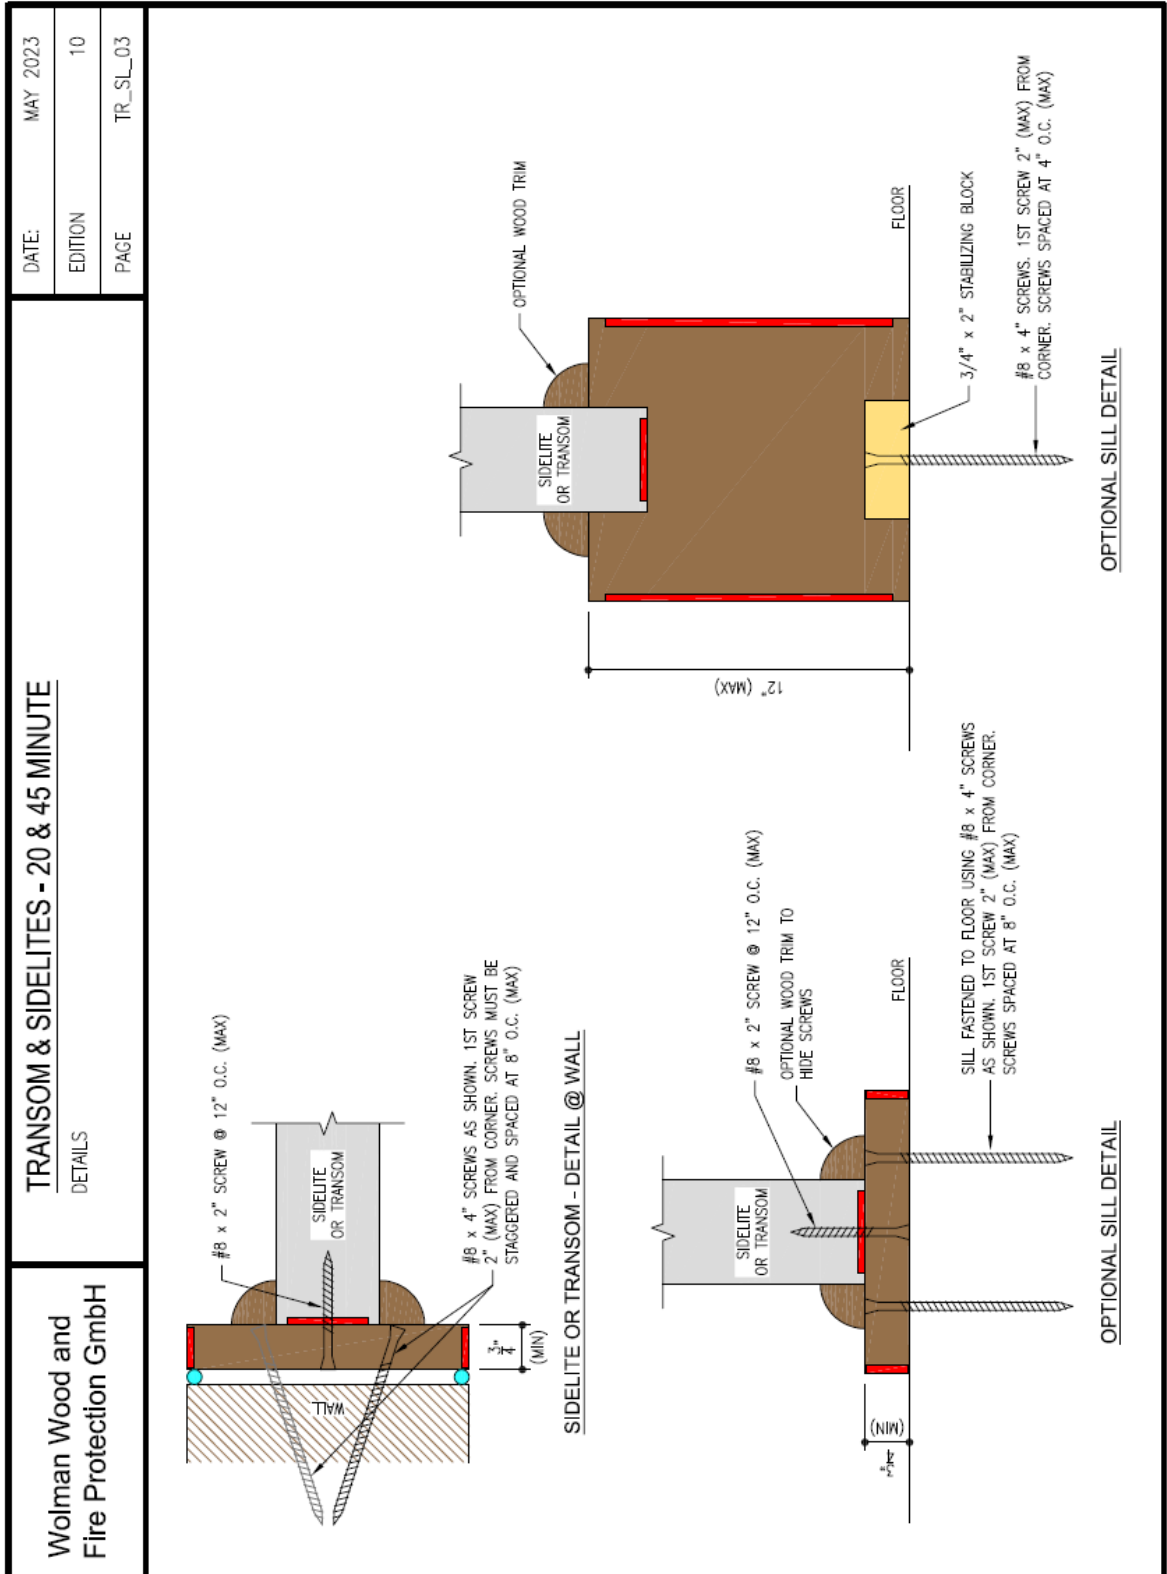 Wolman Wood and
Fire Protection GmbH
TRANSOM & SIDELITES - 20 & 45 MINUTE
DETAILS
DATE: MAY 2023
EDITION 10
PAGE TR_SL_03
#8 x 2" SCREW @ 12" O.C. (MAX)
SIDELITE
OR TRANSOM
WALL
3/4"
(MIN)
#8 x 4" SCREWS AS SHOWN. 1ST SCREW
2" (MAX) FROM CORNER. SCREWS MUST BE
STAGGERED AND SPACED AT 8" O.C. (MAX)
SIDELITE OR TRANSOM - DETAIL @ WALL
OPTIONAL WOOD TRIM
SIDELITE
OR TRANSOM
12" (MAX)
FLOOR
3/4" x 2" STABILIZING BLOCK
#8 x 4" SCREWS. 1ST SCREW 2" (MAX) FROM
CORNER. SCREWS SPACED AT 4" O.C. (MAX)
OPTIONAL SILL DETAIL
#8 x 2" SCREW @ 12" O.C. (MAX)
OPTIONAL WOOD TRIM TO
HIDE SCREWS
SIDELITE
OR TRANSOM
3/4"
(MIN)
FLOOR
SILL FASTENED TO FLOOR USING #8 x 4" SCREWS
AS SHOWN. 1ST SCREW 2" (MAX) FROM CORNER.
SCREWS SPACED AT 8" O.C. (MAX)
OPTIONAL SILL DETAIL